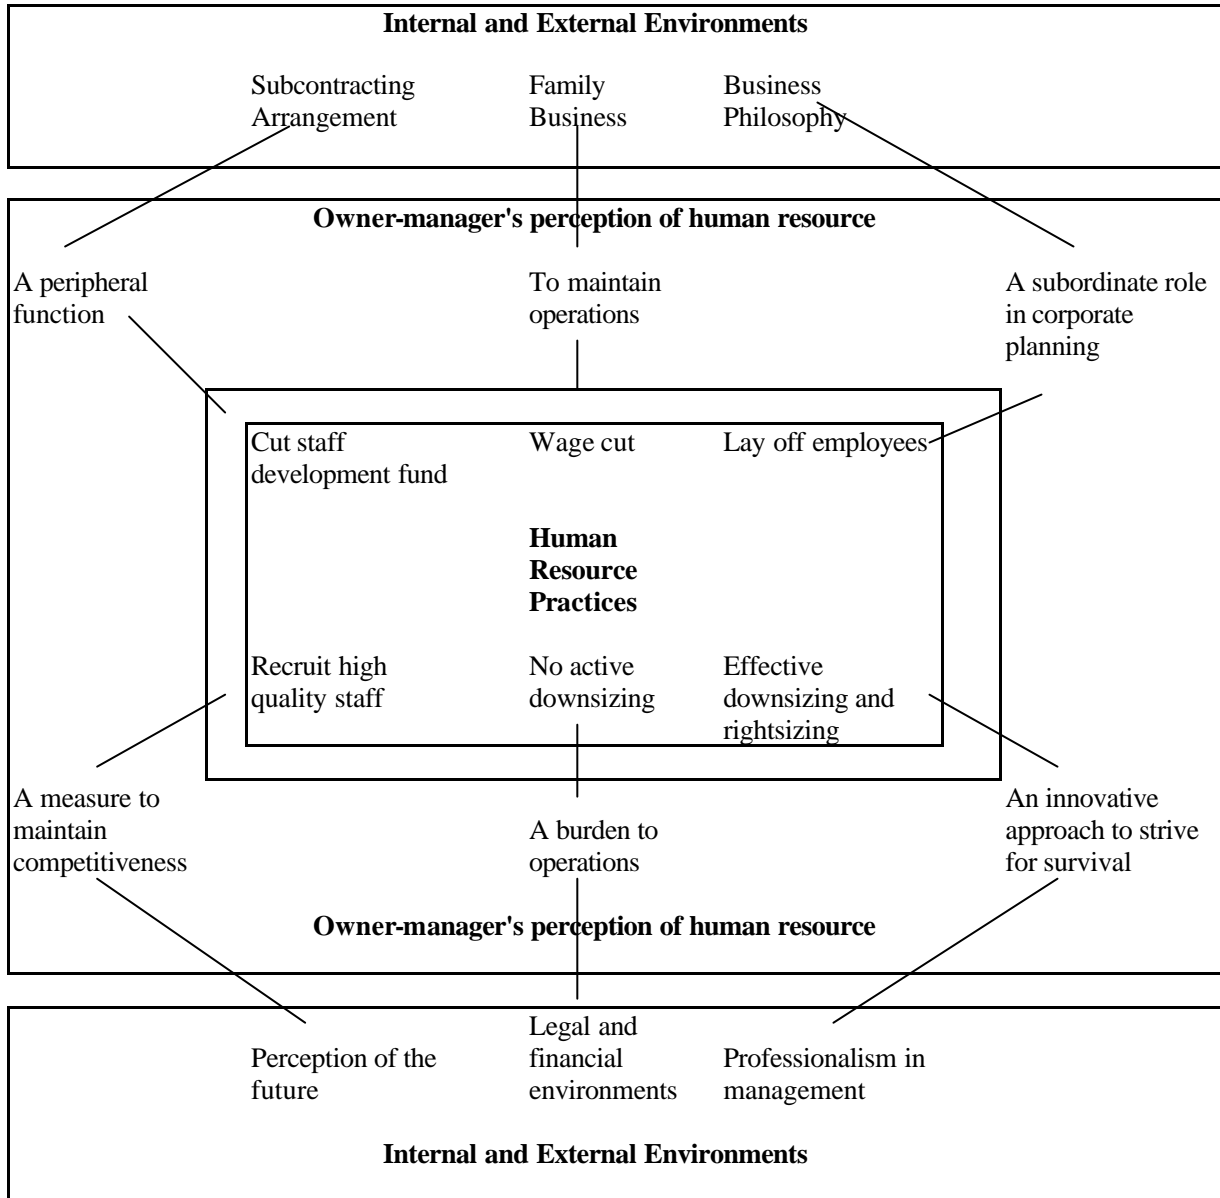 Internal and External Environments
Subcontracting Family Business
Arrangement Business Philosophy
Owner-manager's perception of human resource
A peripheral To maintain A subordinate role
function operations in corporate
planning
Cut staff Wage cut Lay off employees
development fund
Human
Resource
Practices
Recruit high No active Effective
quality staff downsizing downsizing and
rightsizing
A measure to An innovative
maintain A burden to approach to strive
competitiveness operations for survival
Owner-manager's perception of human resource
Legal and
Perception of the financial Professionalism in
future environments management
Internal and External Environments